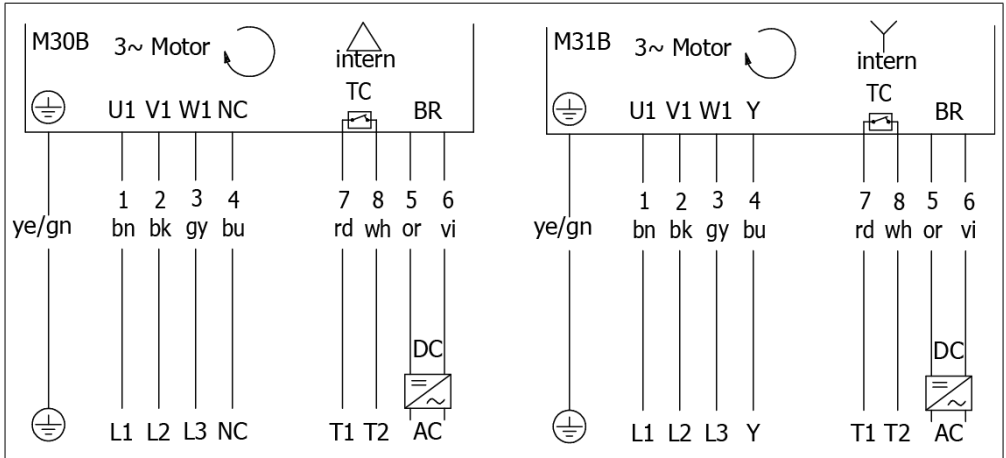 M30B 3~ Motor
intern
TC
U1 V1 W1 NC BR
1 2 3 4 7 8 5 6
ye/gn bn bk gy bu rd wh or vi
DC
L1 L2 L3 NC T1 T2 AC
M31B 3~ Motor
intern
TC
U1 V1 W1 Y BR
1 2 3 4 7 8 5 6
ye/gn bn bk gy bu rd wh or vi
DC
L1 L2 L3 Y T1 T2 AC